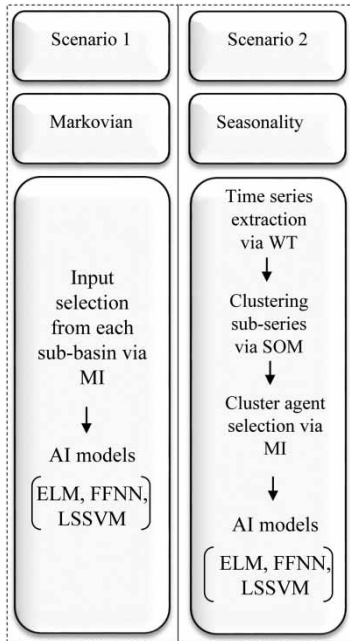 Scenario 1
Markovian
Input
selection
from each
sub-basin via
MI
AI models
ELM, FFNN,
LSSVM
Scenario 2
Seasonality
Time series
extraction
via WT
Clustering
sub-series
via SOM
Cluster agent
selection via
MI
AI models
ELM, FFNN,
LSSVM